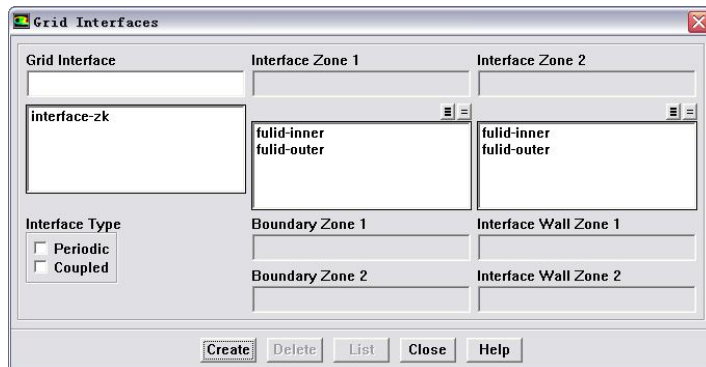 Grid Interfaces
Grid Interface
Interface Zone 1
Interface Zone 2
interface-zk
fulid-inner
fulid-outer
fulid-inner
fulid-outer
Interface Type
Periodic
Coupled
Boundary Zone 1
Interface Wall Zone 1
Boundary Zone 2
Interface Wall Zone 2
Create Delete List Close Help